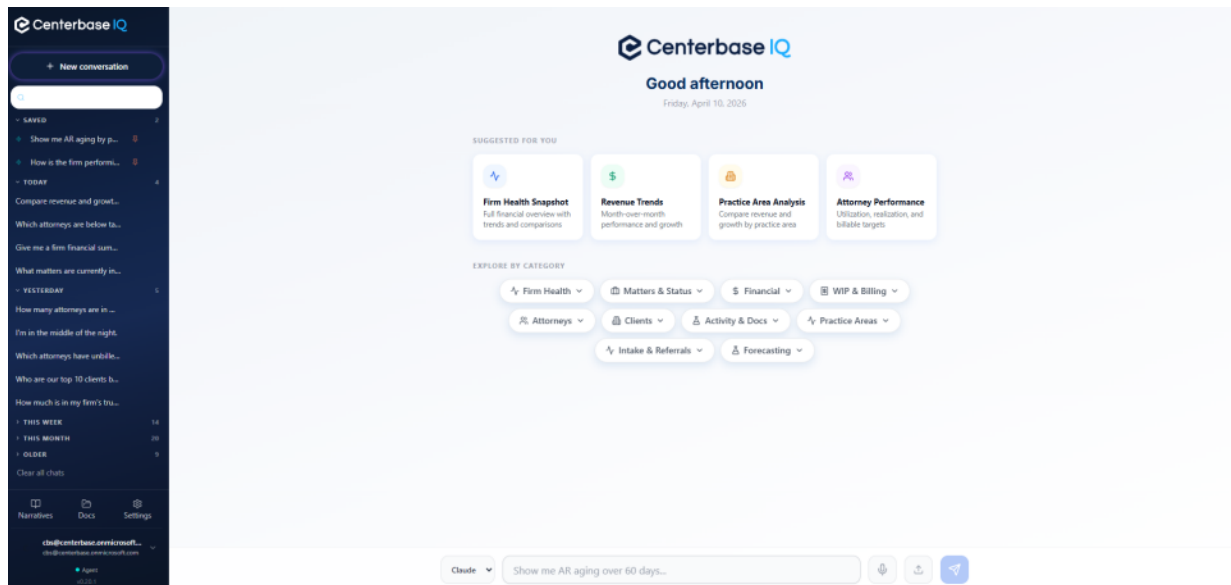 Centerbase IQ
+ New conversation
SAVED 2
Show me AR aging by p...
How is the firm performi...
TODAY 4
Compare revenue and growt...
Which attorneys are below ta...
Give me a firm financial sum...
What matters are currently in...
YESTERDAY 5
How many attorneys are in ...
I'm in the middle of the night.
Which attorneys have unbille...
Who are our top 10 clients b...
How much is in my firm's tru...
THIS WEEK 14
THIS MONTH
OLDER 9
Clear all chats
Narratives Docs Settings
cbs@centerbase.onmicrosoft...
cbs@centerbase.onmicrosoft.com
Agent
Centerbase IQ
Good afternoon
Friday, April 10, 2026
SUGGESTED FOR YOU
Firm Health Snapshot
Full financial overview with
trends and comparisons
Revenue Trends
Month-over-month
performance and growth
Practice Area Analysis
Compare revenue and
growth by practice area
Attorney Performance
Utilization, realization, and
billable targets
EXPLORE BY CATEGORY
Firm Health Matters & Status $ Financial WIP & Billing
Attorneys Clients Activity & Docs Practice Areas
Intake & Referrals Forecasting
Claude Show me AR aging over 60 days...